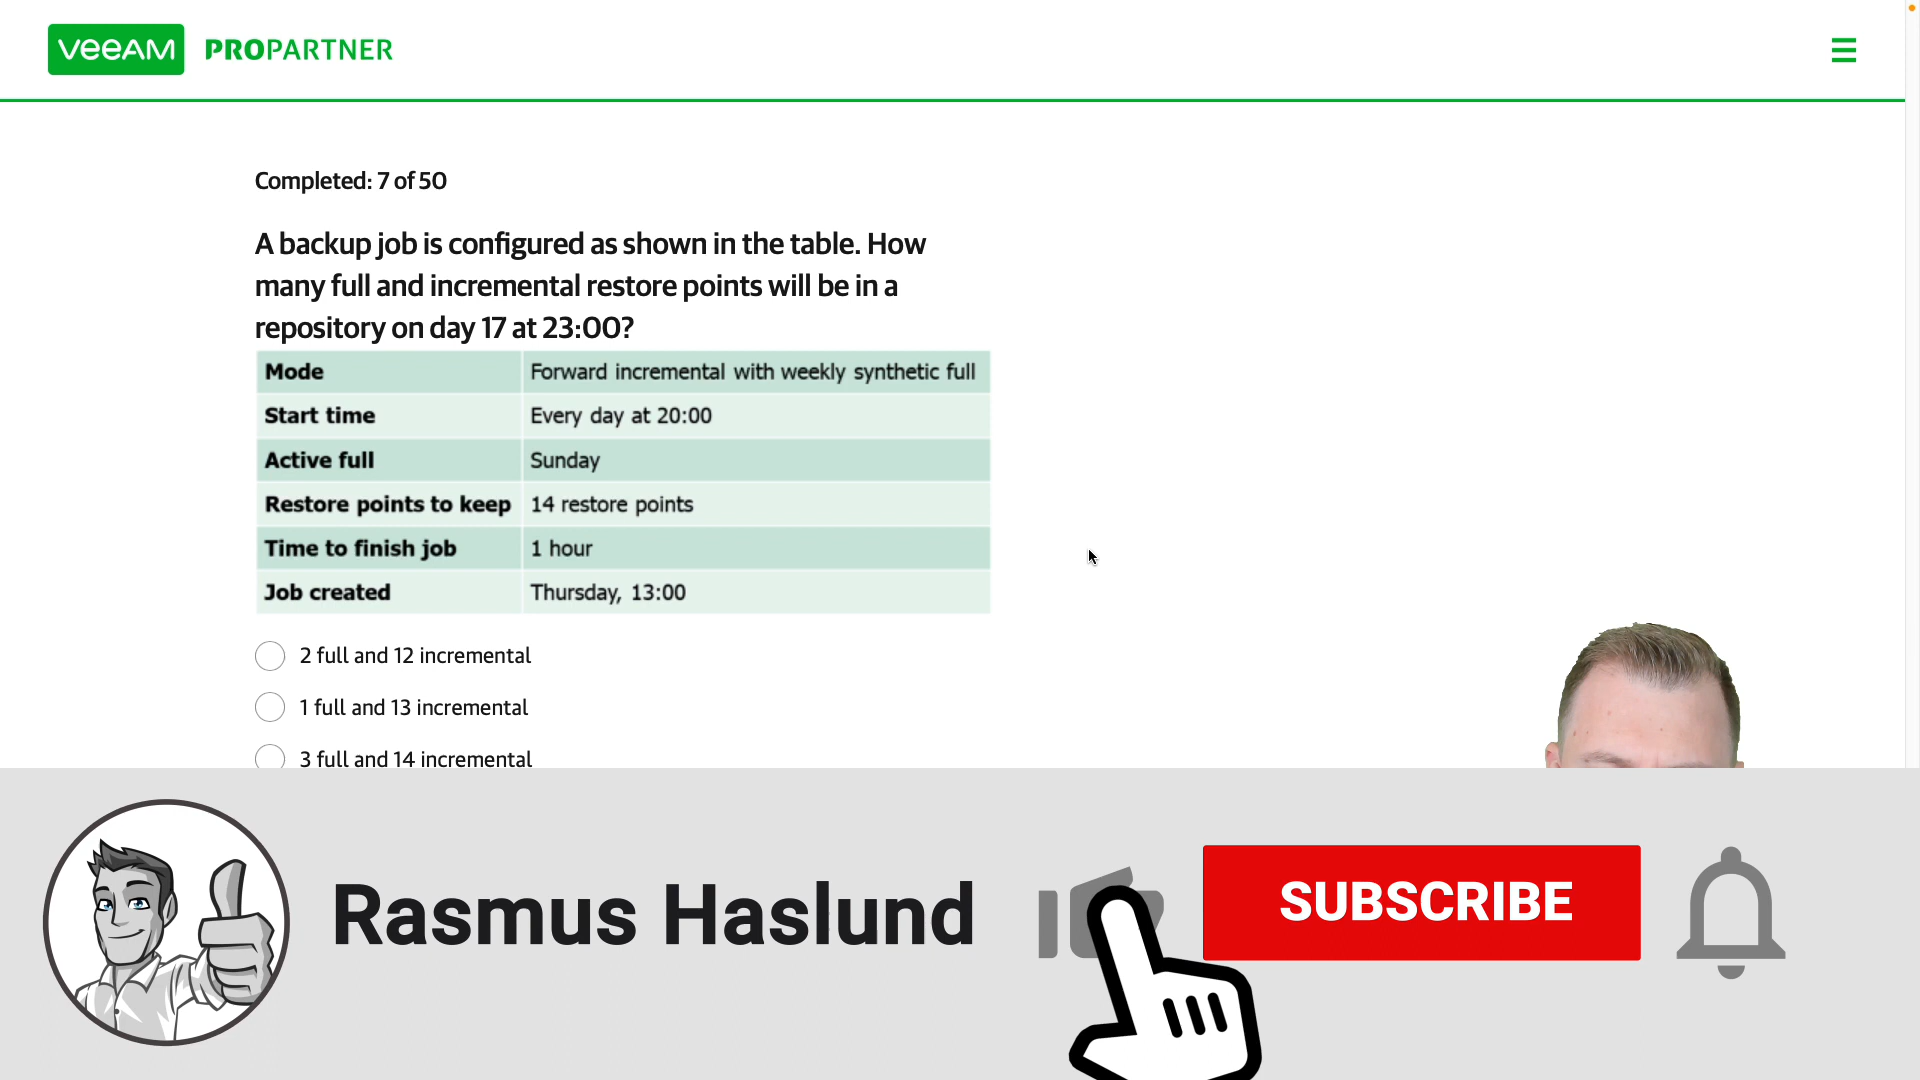 veeAM PROPARTNER
Completed: 7 of 50
A backup job is configured as shown in the table. How
many full and incremental restore points will be in a
repository on day 17 at 23:00?
Mode Forward incremental with weekly synthetic full
Start time Every day at 20:00
Active full Sunday
Restore points to keep 14 restore points
Time to finish job 1 hour
Job created Thursday, 13:00
2 full and 12 incremental
1 full and 13 incremental
3 full and 14 incremental
Rasmus Haslund
SUBSCRIBE